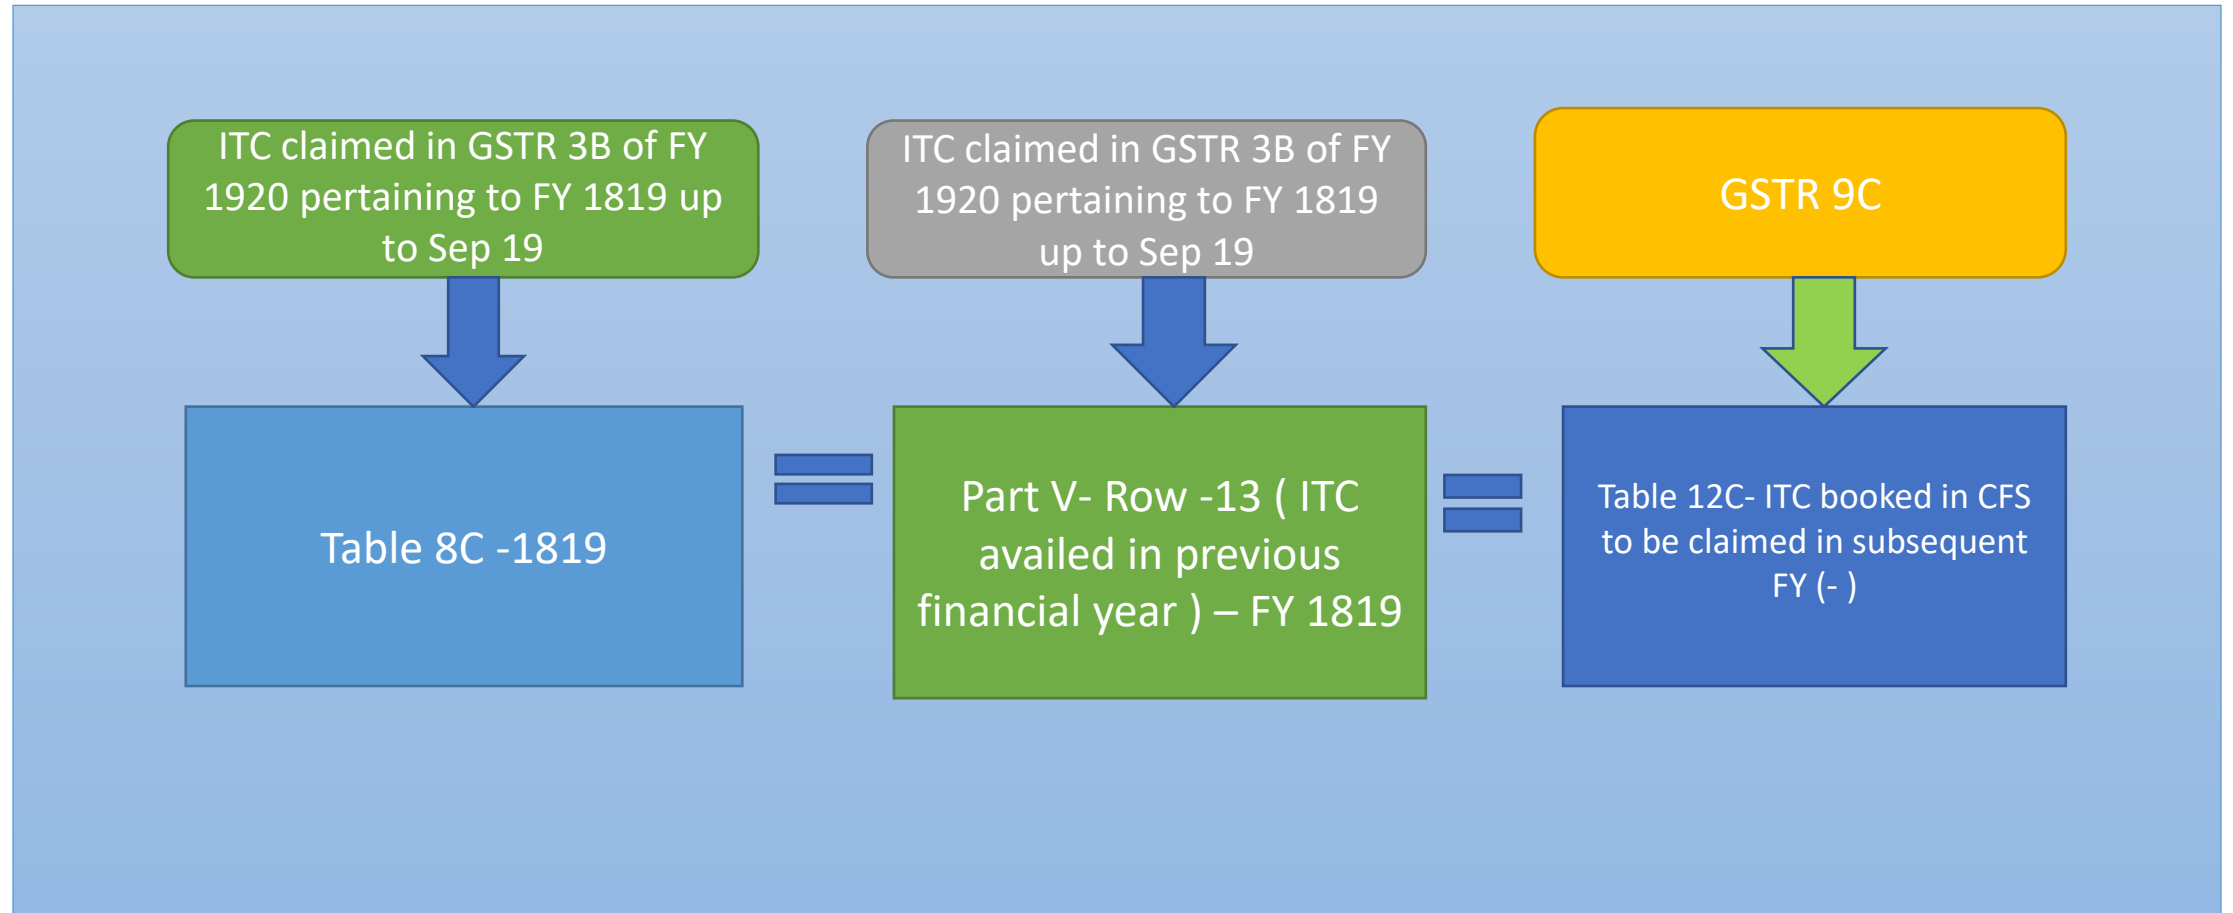 ITC claimed in GSTR 3B of FY
1920 pertaining to FY 1819 up
to Sep 19
ITC claimed in GSTR 3B of FY
1920 pertaining to FY 1819
up to Sep 19
GSTR 9C
Table 8C -1819
Part V- Row -13 ( ITC
availed in previous
financial year ) – FY 1819
Table 12C- ITC booked in CFS
to be claimed in subsequent
FY (- )